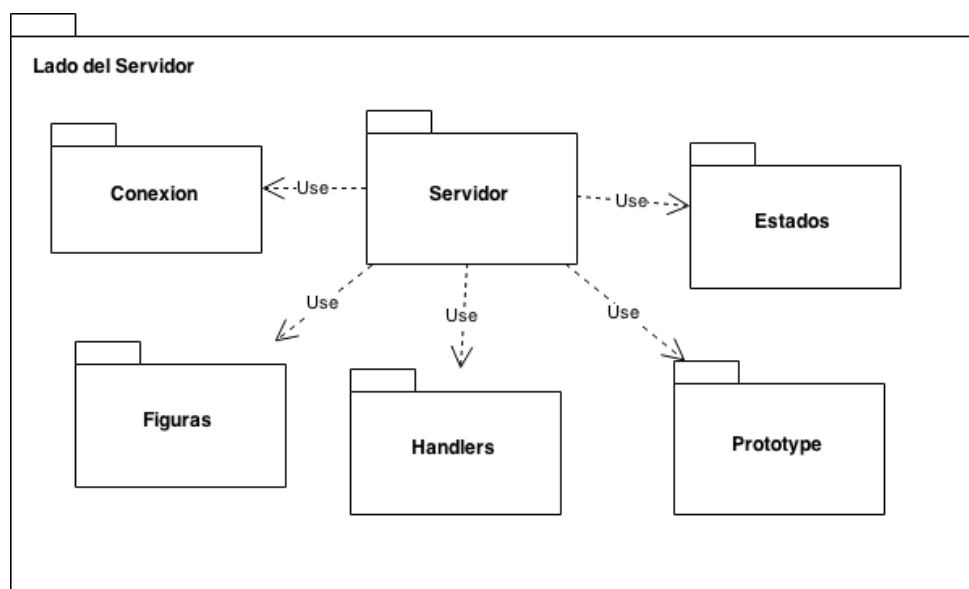 Lado del Servidor
Conexion
Use
Servidor
Use
Estados
Use
Use
Use
Figuras
Handlers
Prototype